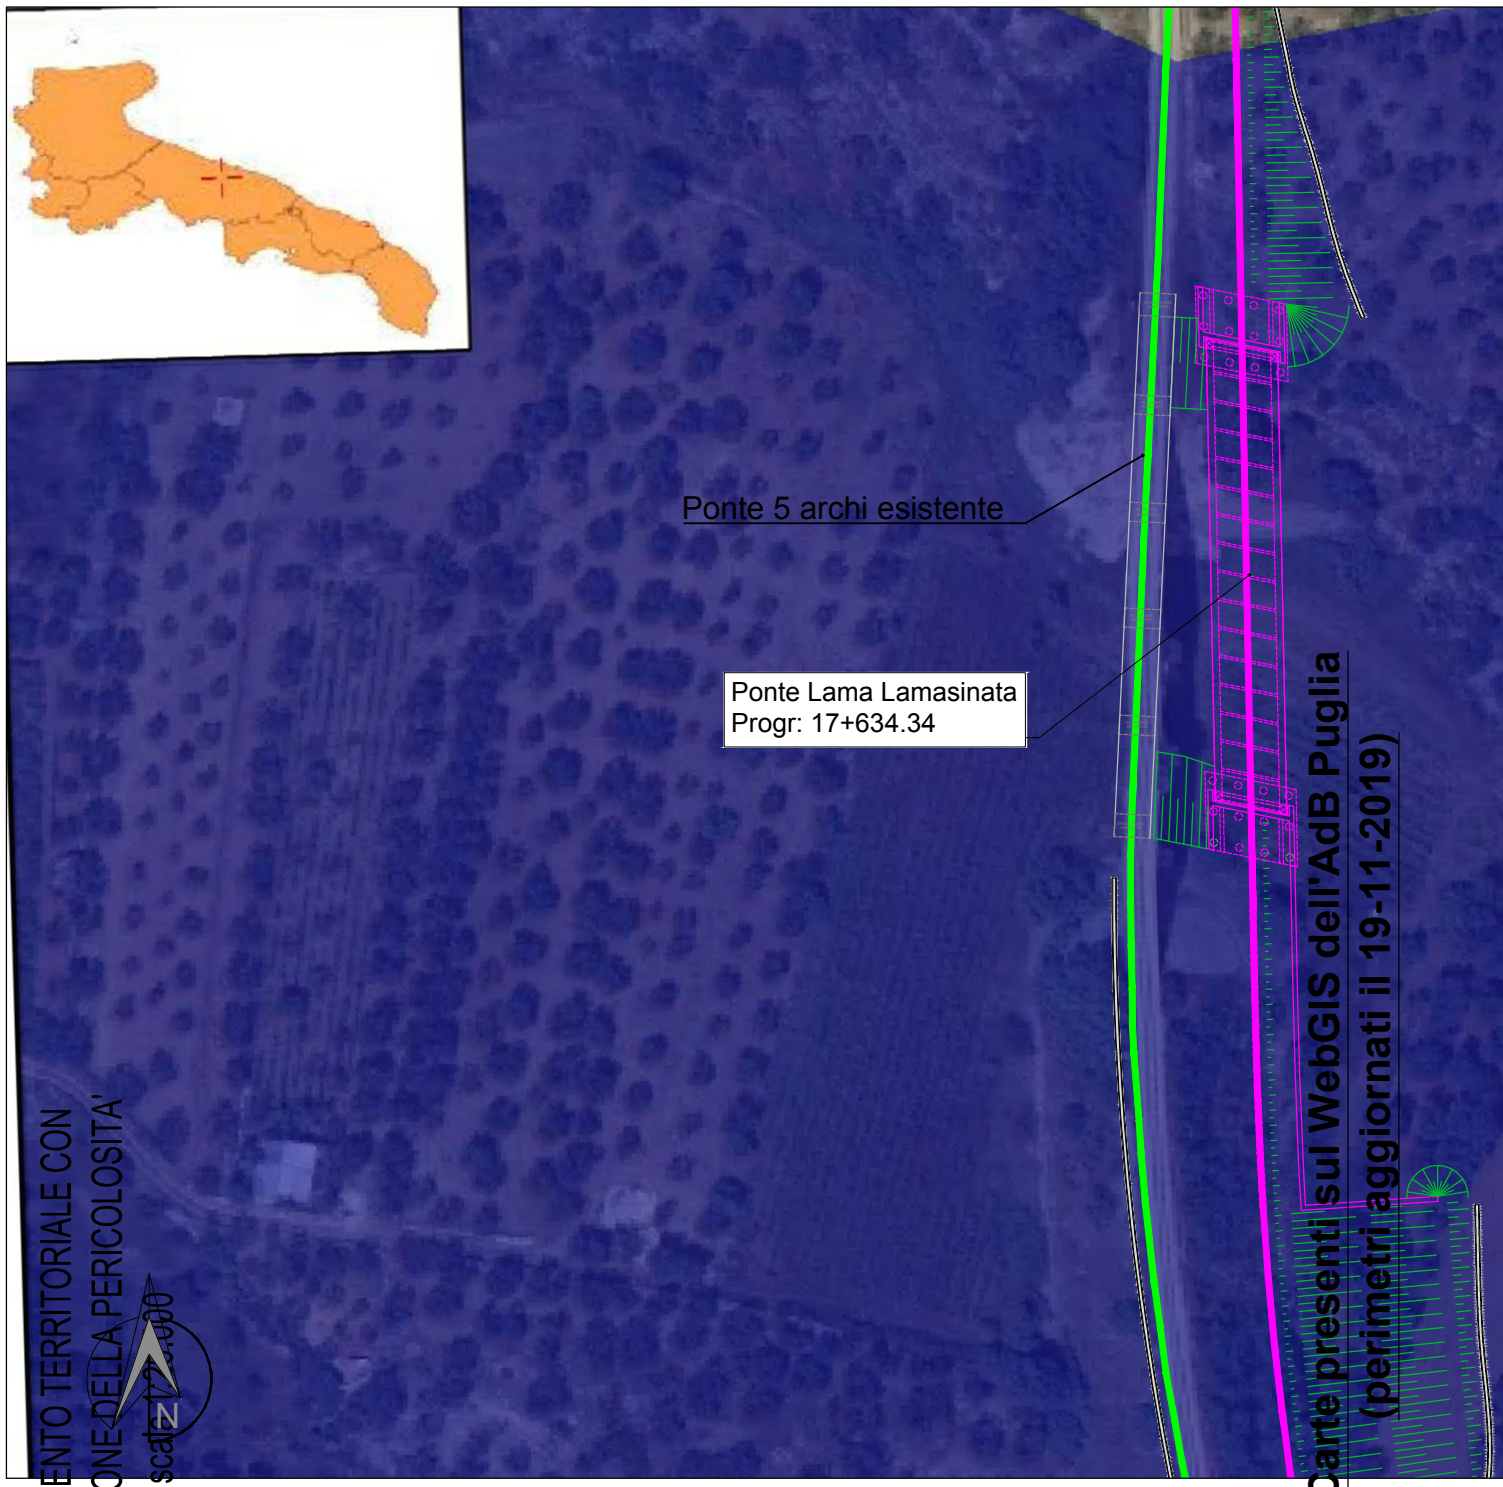 Ponte 5 archi esistente
Ponte Lama Lamasinata
Progr: 17+634.34
Carte presenti sul WebGIS dell'AdB Puglia
(perimetri aggiornati il 19-11-2019)
ENTO TERRITORIALE CON
ONE DELLA PERICOLOSITA'
scala
N